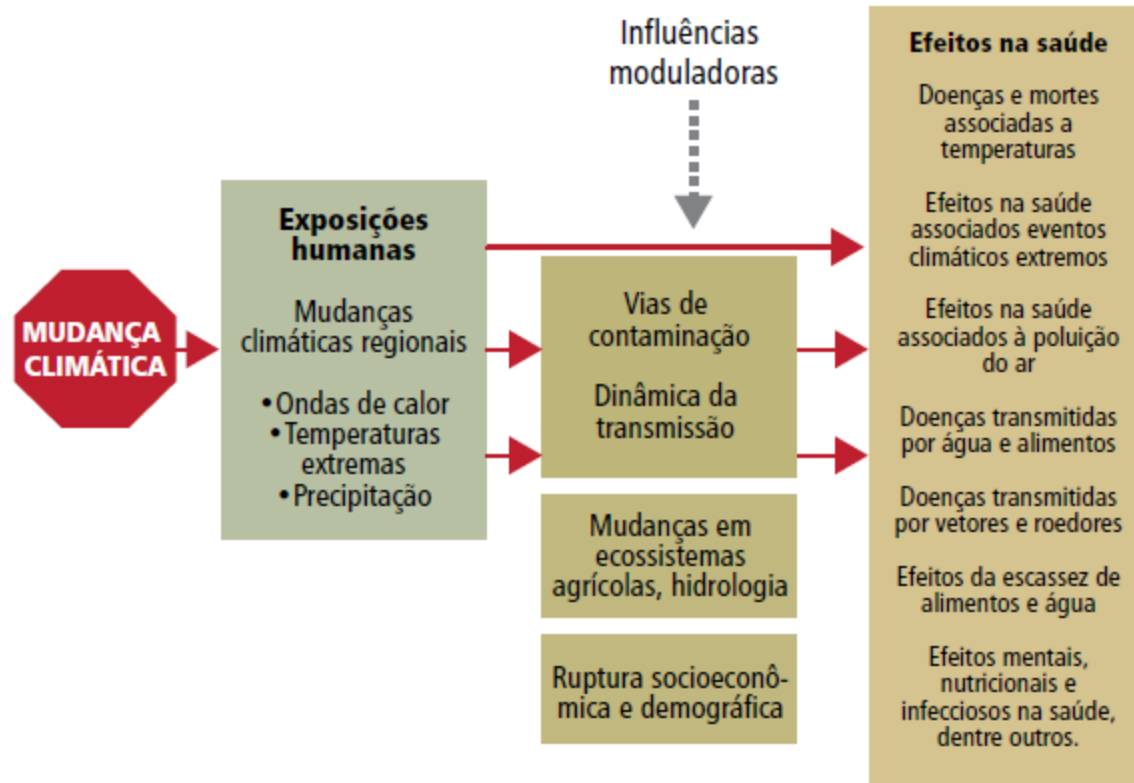 MUDANÇA
CLIMÁTICA
Exposições
humanas
Mudanças
climáticas regionais
•Ondas de calor
•Temperaturas
extremas
•Precipitação
Influências
moduladoras
Vias de
contaminação
Dinâmica da
transmissão
Mudanças em
ecossistemas
agrícolas, hidrologia
Ruptura socioeconô-
mica e demográfica
Efeitos na saúde
Doenças e mortes
associadas a
temperaturas
Efeitos na saúde
associados eventos
climáticos extremos
Efeitos na saúde
associados à poluição
do ar
Doenças transmitidas
por água e alimentos
Doenças transmitidas
por vetores e roedores
Efeitos da escassez de
alimentos e água
Efeitos mentais,
nutricionais e
infecciosos na saúde,
dentre outros.